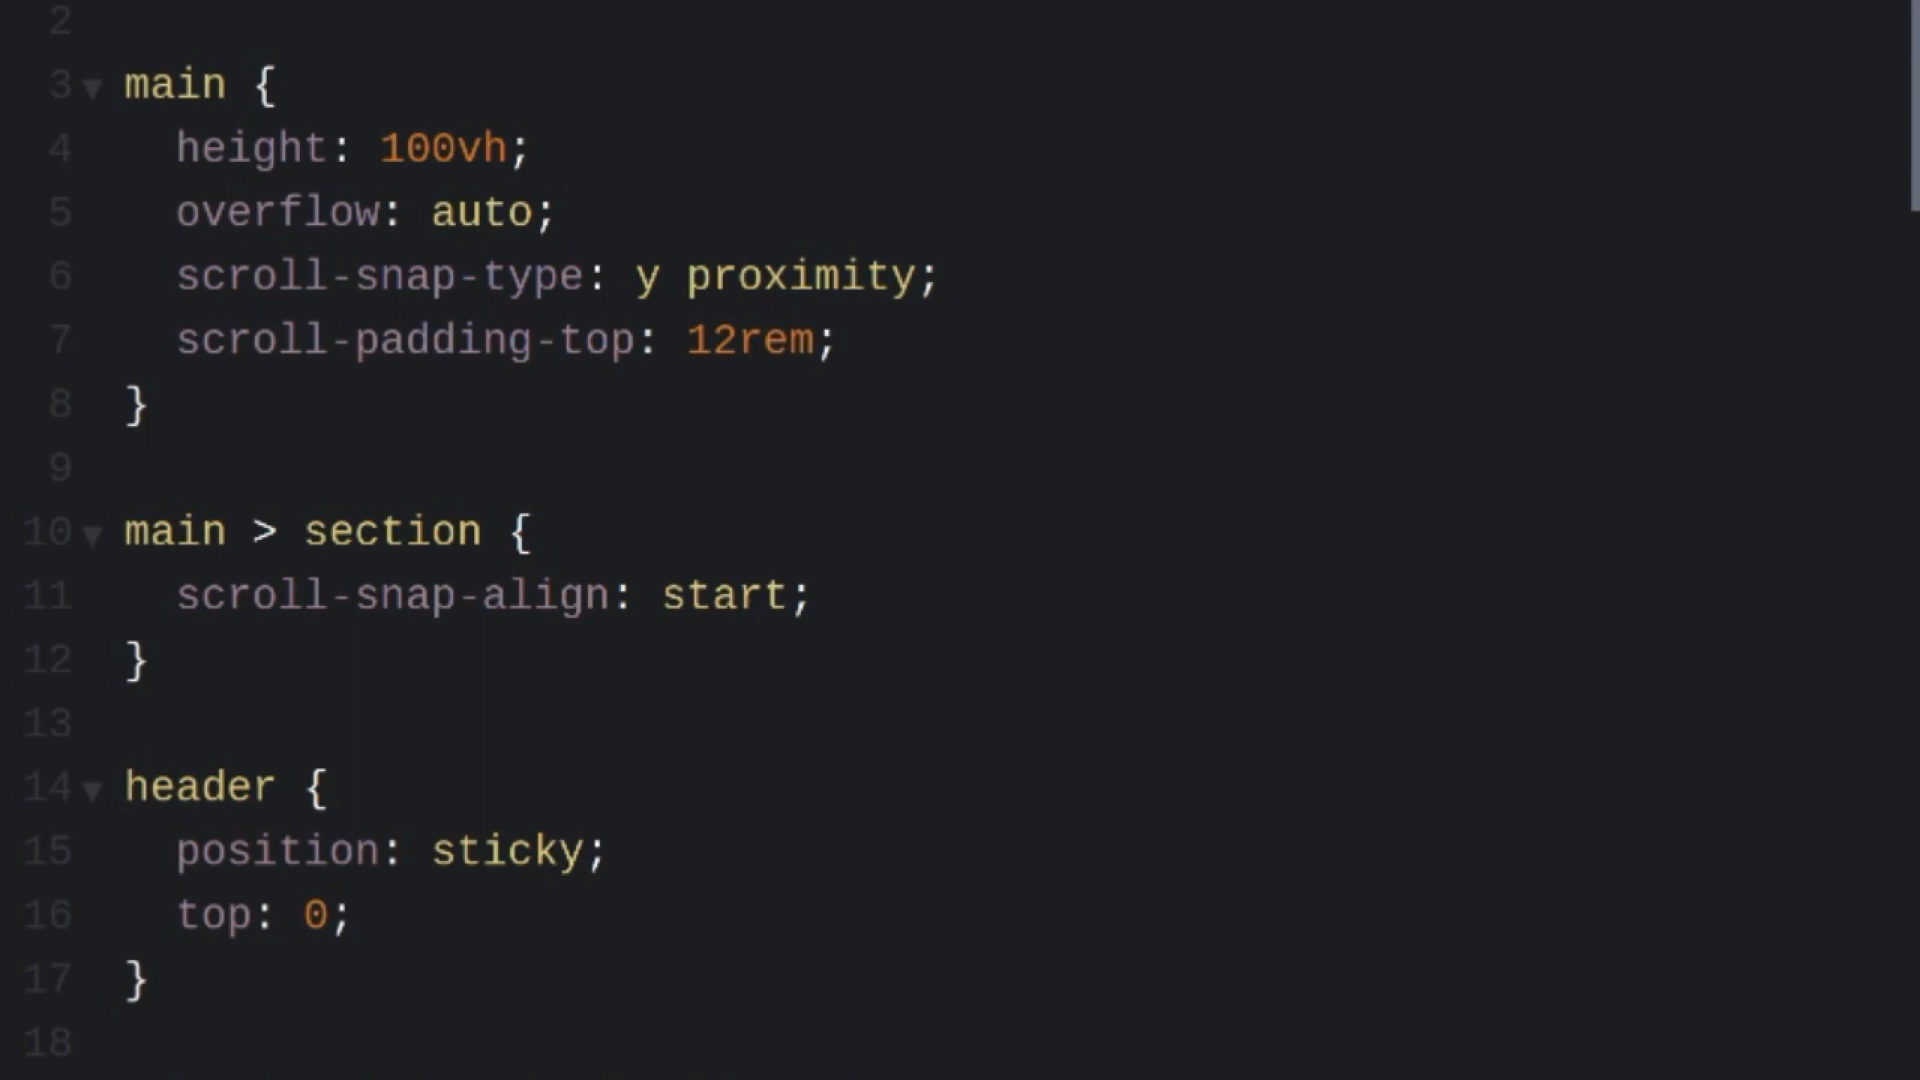 2
3 main {
4 height: 100vh;
5 overflow: auto;
6 scroll-snap-type: y proximity;
7 scroll-padding-top: 12rem;
8 }
9
10 main > section {
11 scroll-snap-align: start;
12 }
13
14 header {
15 position: sticky;
16 top: 0;
17 }
18